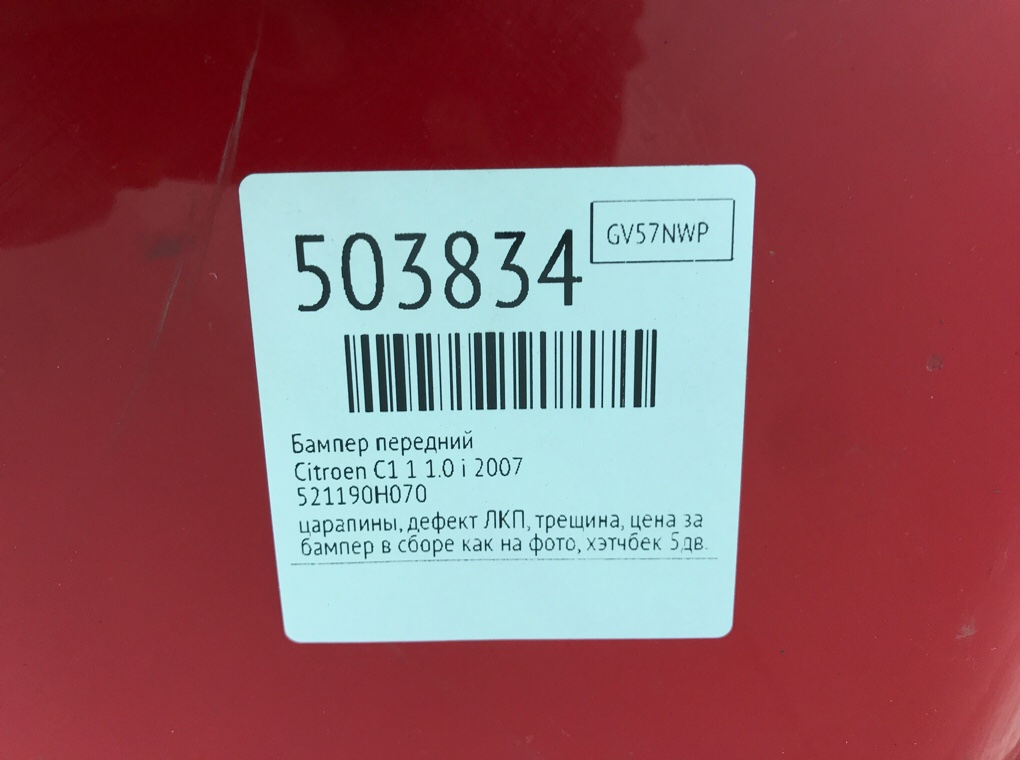 503834
GV57NWP
Бампер передний
Citroen C1 1 1.0 i 2007
521190H070
царапины, дефект ЛКП, трещина, цена за
бампер в сборе как на фото, хэтчбек 5дв.